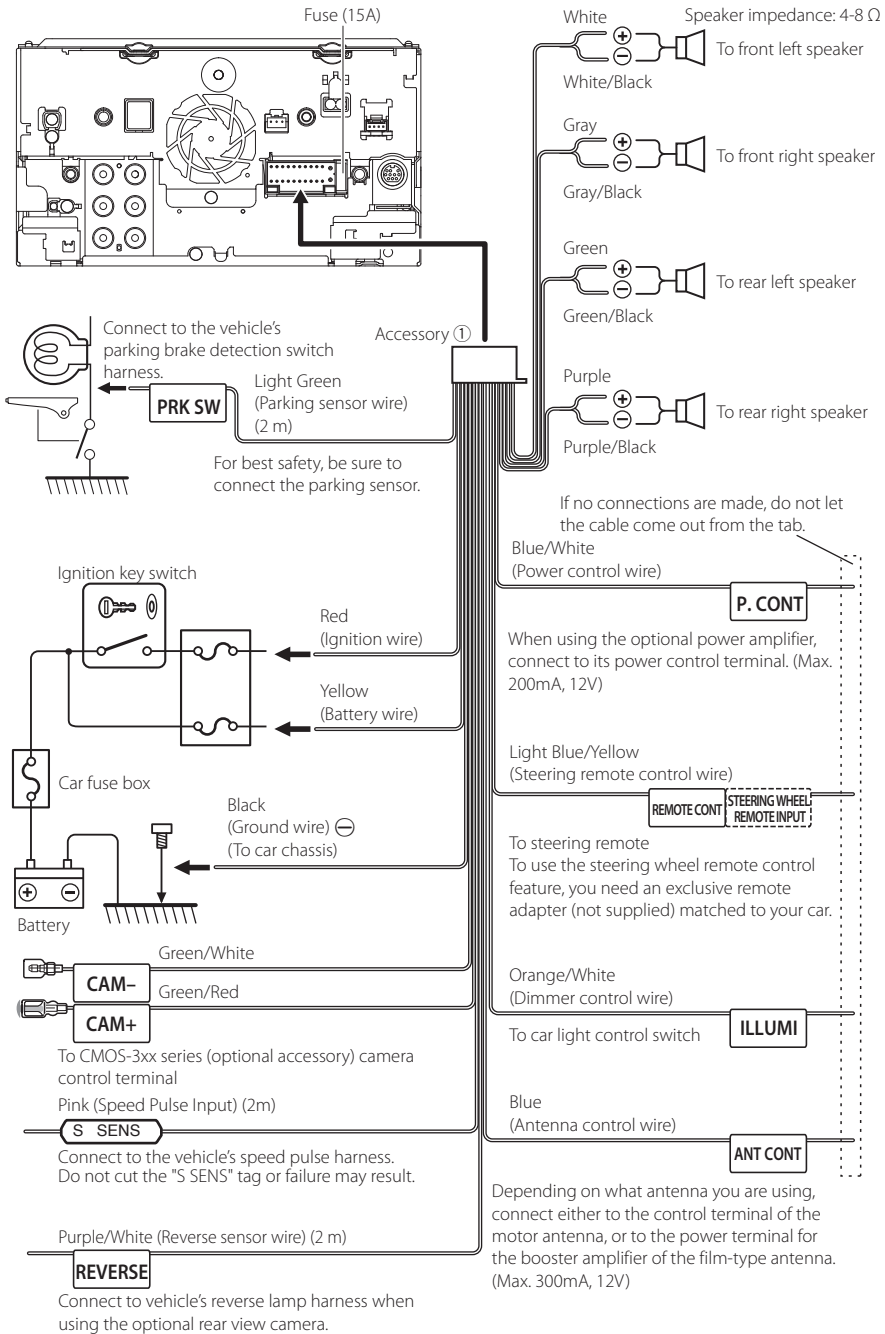 Fuse (15A)
White
Speaker impedance: 4-8 Ω
⊕
⊖
To front left speaker
White/Black
Gray
⊕
⊖
To front right speaker
Gray/Black
Green
⊕
⊖
To rear left speaker
Green/Black
Purple
⊕
⊖
To rear right speaker
Purple/Black
Accessory ①
Connect to the vehicle's
parking brake detection switch
harness.
Light Green
(Parking sensor wire)
(2 m)
PRK SW
For best safety, be sure to
connect the parking sensor.
If no connections are made, do not let
the cable come out from the tab.
Blue/White
(Power control wire)
P. CONT
When using the optional power amplifier,
connect to its power control terminal. (Max.
200mA, 12V)
Ignition key switch
Red
(Ignition wire)
Yellow
(Battery wire)
Car fuse box
Black
(Ground wire) ⊖
(To car chassis)
⊕ ⊖
Battery
Light Blue/Yellow
(Steering remote control wire)
REMOTE CONT
STEERING WHEEL
REMOTE INPUT
To steering remote
To use the steering wheel remote control
feature, you need an exclusive remote
adapter (not supplied) matched to your car.
Green/White
CAM–
Green/Red
CAM+
To CMOS-3xx series (optional accessory) camera
control terminal
Orange/White
(Dimmer control wire)
To car light control switch
ILLUMI
Pink (Speed Pulse Input) (2m)
S SENS
Connect to the vehicle's speed pulse harness.
Do not cut the "S SENS" tag or failure may result.
Blue
(Antenna control wire)
ANT CONT
Depending on what antenna you are using,
connect either to the control terminal of the
motor antenna, or to the power terminal for
the booster amplifier of the film-type antenna.
(Max. 300mA, 12V)
Purple/White (Reverse sensor wire) (2 m)
REVERSE
Connect to vehicle's reverse lamp harness when
using the optional rear view camera.